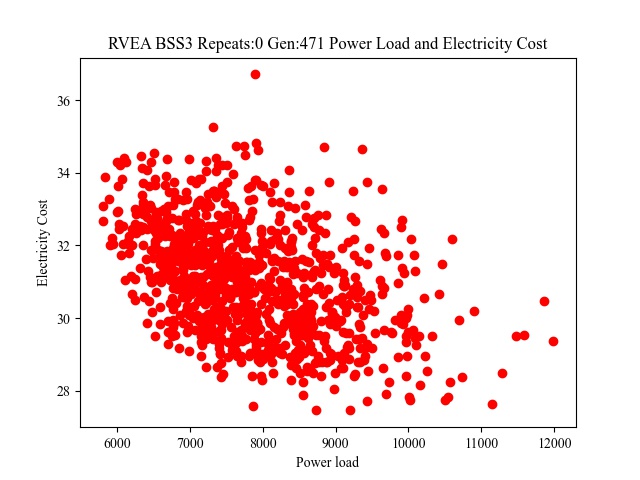 RVEA BSS3 Repeats:0 Gen:471 Power Load and Electricity Cost
36
34
32
30
28
Electricity Cost
6000 7000 8000 9000 10000 11000 12000
Power load